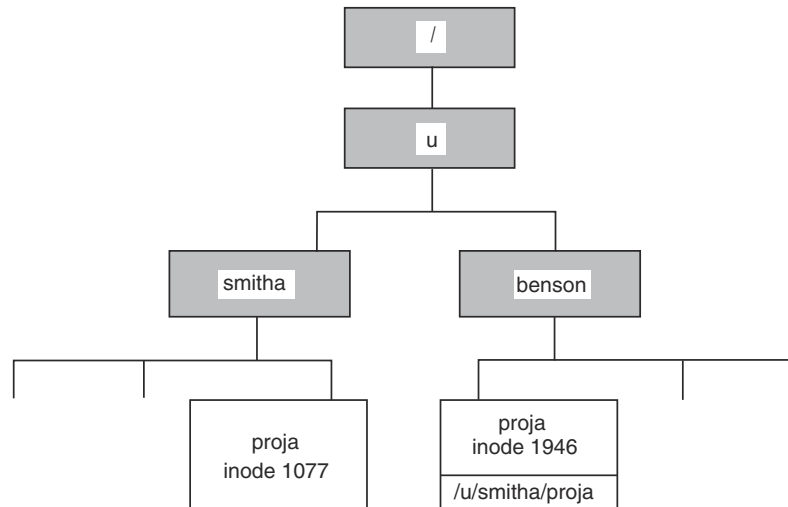 /
u
smitha
benson
proja
inode 1077
proja
inode 1946
/u/smitha/proja